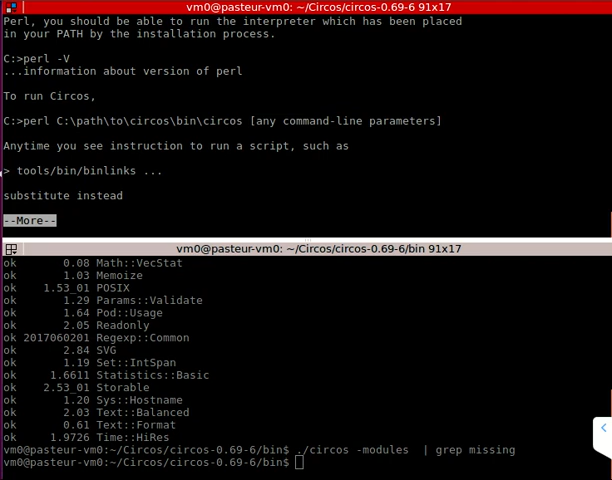 vm0@pasteur-vm0: ~/Circos/circos-0.69-6 91x17
Perl, you should be able to run the interpreter which has been placed
in your PATH by the installation process.
C:>perl -V
...information about version of perl
To run Circos,
C:>perl C:\path\to\circos\bin\circos [any command-line parameters]
Anytime you see instruction to run a script, such as
> tools/bin/binlinks ...
substitute instead
--More--
vm0@pasteur-vm0: ~/Circos/circos-0.69-6/bin 91x17
ok 0.08 Math::VecStat
ok 1.03 Memoize
ok 1.53_01 POSIX
ok 1.29 Params::Validate
ok 1.64 Pod::Usage
ok 2.05 Readonly
ok 2017060201 Regexp::Common
ok 2.84 SVG
ok 1.19 Set::IntSpan
ok 1.6611 Statistics::Basic
ok 2.53_01 Storable
ok 1.20 Sys::Hostname
ok 2.03 Text::Balanced
ok 0.61 Text::Format
ok 1.9726 Time::HiRes
vm0@pasteur-vm0:~/Circos/circos-0.69-6/bin$ ./circos -modules  | grep missing
vm0@pasteur-vm0:~/Circos/circos-0.69-6/bin$